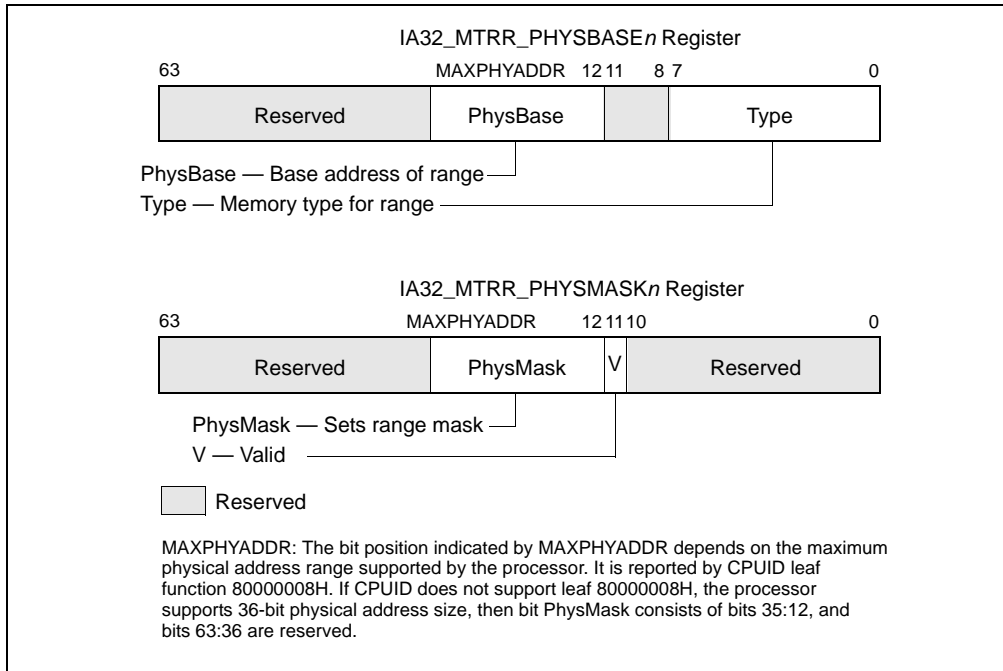 IA32_MTRR_PHYSBASEn Register
63 MAXPHYADDR 12 11 8 7 0
Reserved PhysBase Type
PhysBase — Base address of range
Type — Memory type for range
IA32_MTRR_PHYSMASKn Register
63 MAXPHYADDR 12 11 10 0
Reserved PhysMask V Reserved
PhysMask — Sets range mask
V — Valid
Reserved
MAXPHYADDR: The bit position indicated by MAXPHYADDR depends on the maximum
physical address range supported by the processor. It is reported by CPUID leaf
function 80000008H. If CPUID does not support leaf 80000008H, the processor
supports 36-bit physical address size, then bit PhysMask consists of bits 35:12, and
bits 63:36 are reserved.